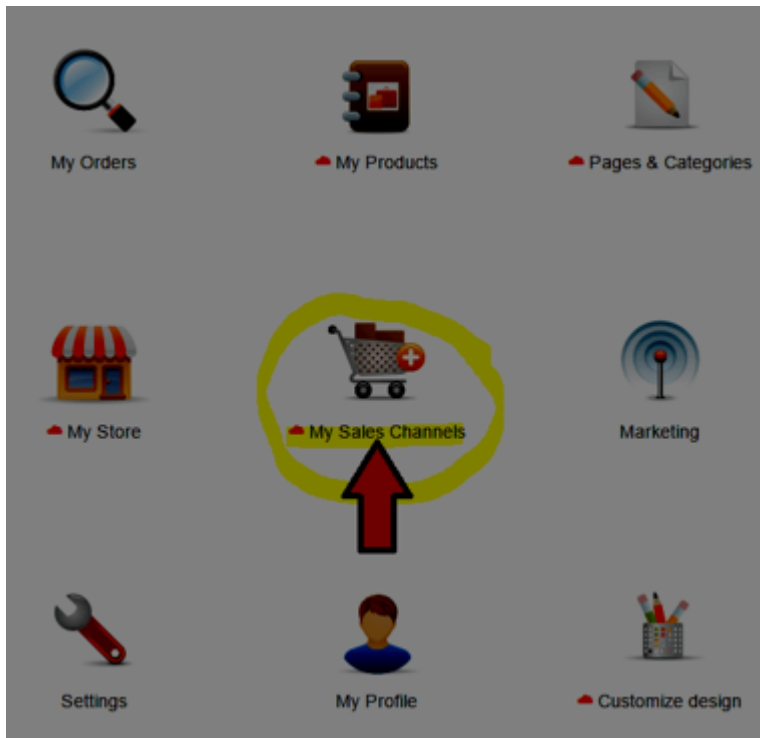 My Orders
My Products
Pages & Categories
My Store
My Sales Channels
Marketing
Settings
My Profile
Customize design